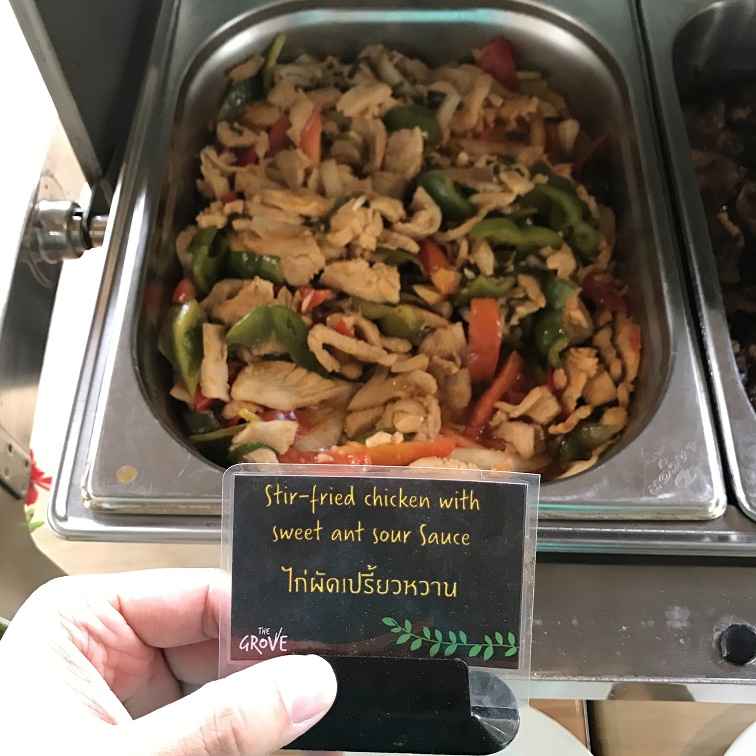 Stir-fried chicken with
sweet ant sour Sauce
ไก่ผัดเปรี้ยวหวาน
THE
GROVE